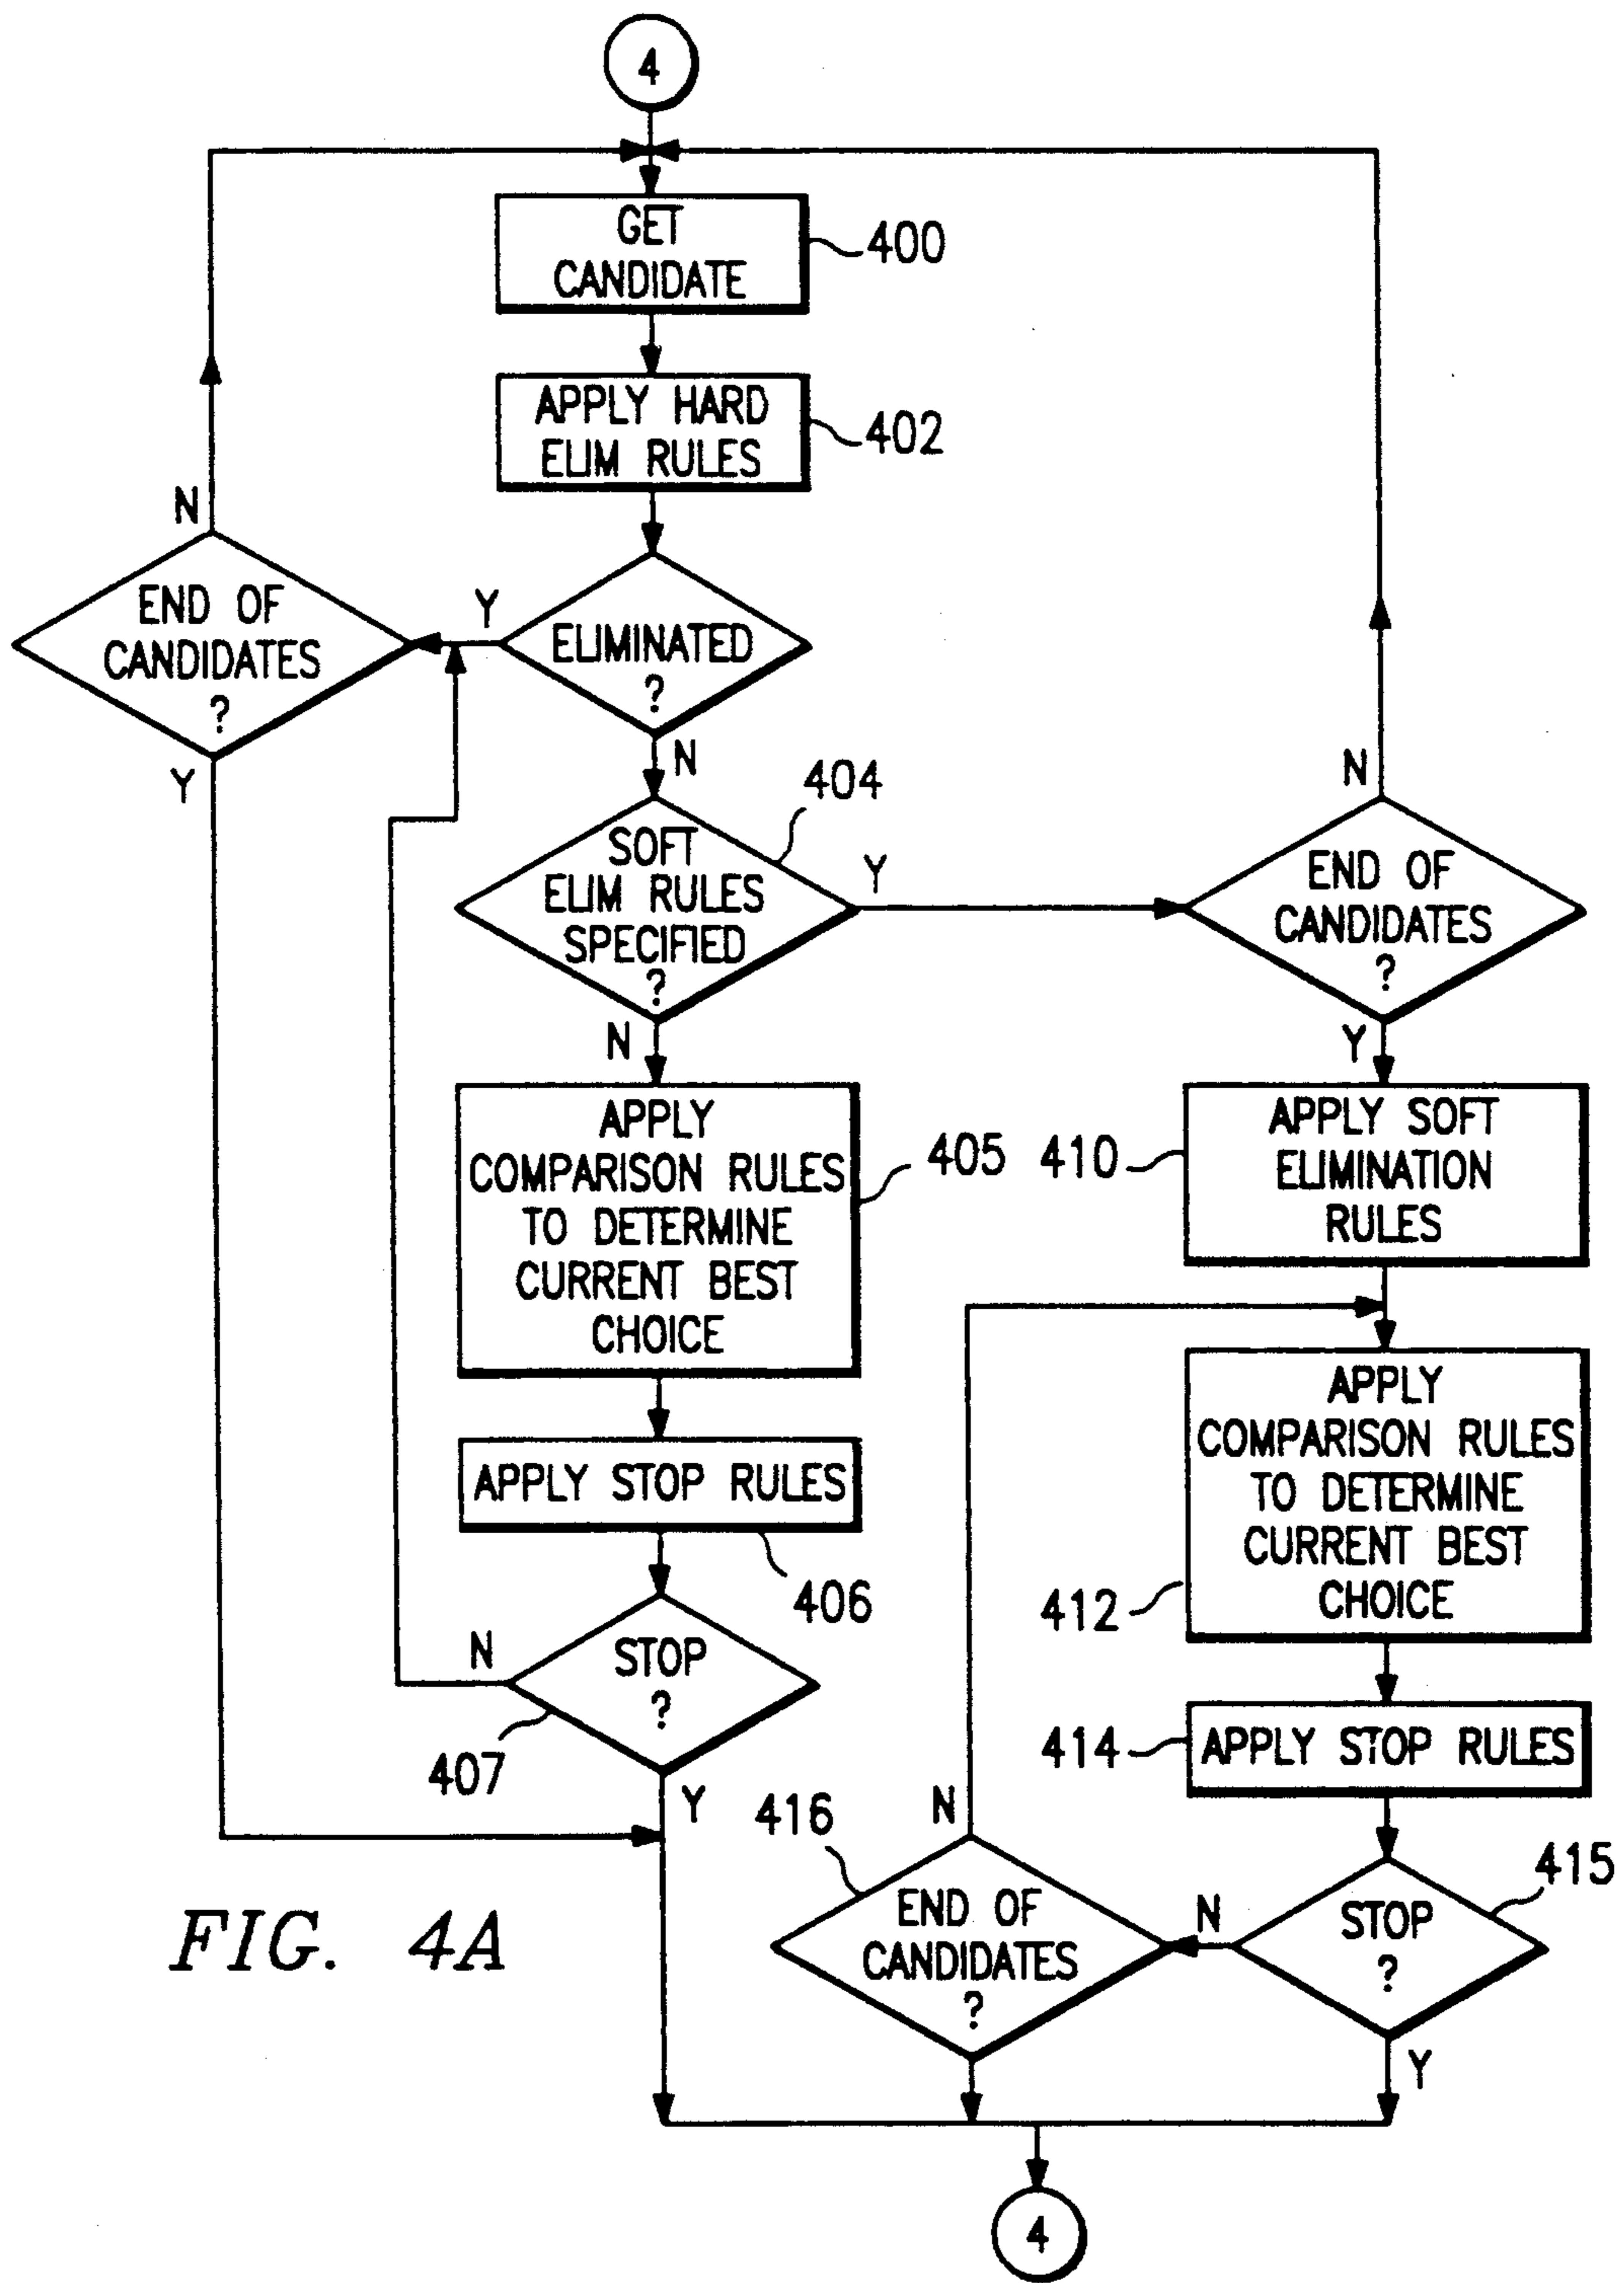 4
GET
CANDIDATE
400
APPLY HARD
ELIM RULES
402
N
END OF
CANDIDATES
?
Y
Y
ELIMINATED
?
N
404
SOFT
ELIM RULES
SPECIFIED
?
Y
N
N
END OF
CANDIDATES
?
Y
APPLY
COMPARISON RULES
TO DETERMINE
CURRENT BEST
CHOICE
405
410
APPLY SOFT
ELIMINATION
RULES
APPLY STOP RULES
406
APPLY
COMPARISON RULES
TO DETERMINE
CURRENT BEST
CHOICE
412
N
STOP
?
407
Y
414
APPLY STOP RULES
416
N
END OF
CANDIDATES
?
N
STOP
?
415
Y
FIG. 4A
4